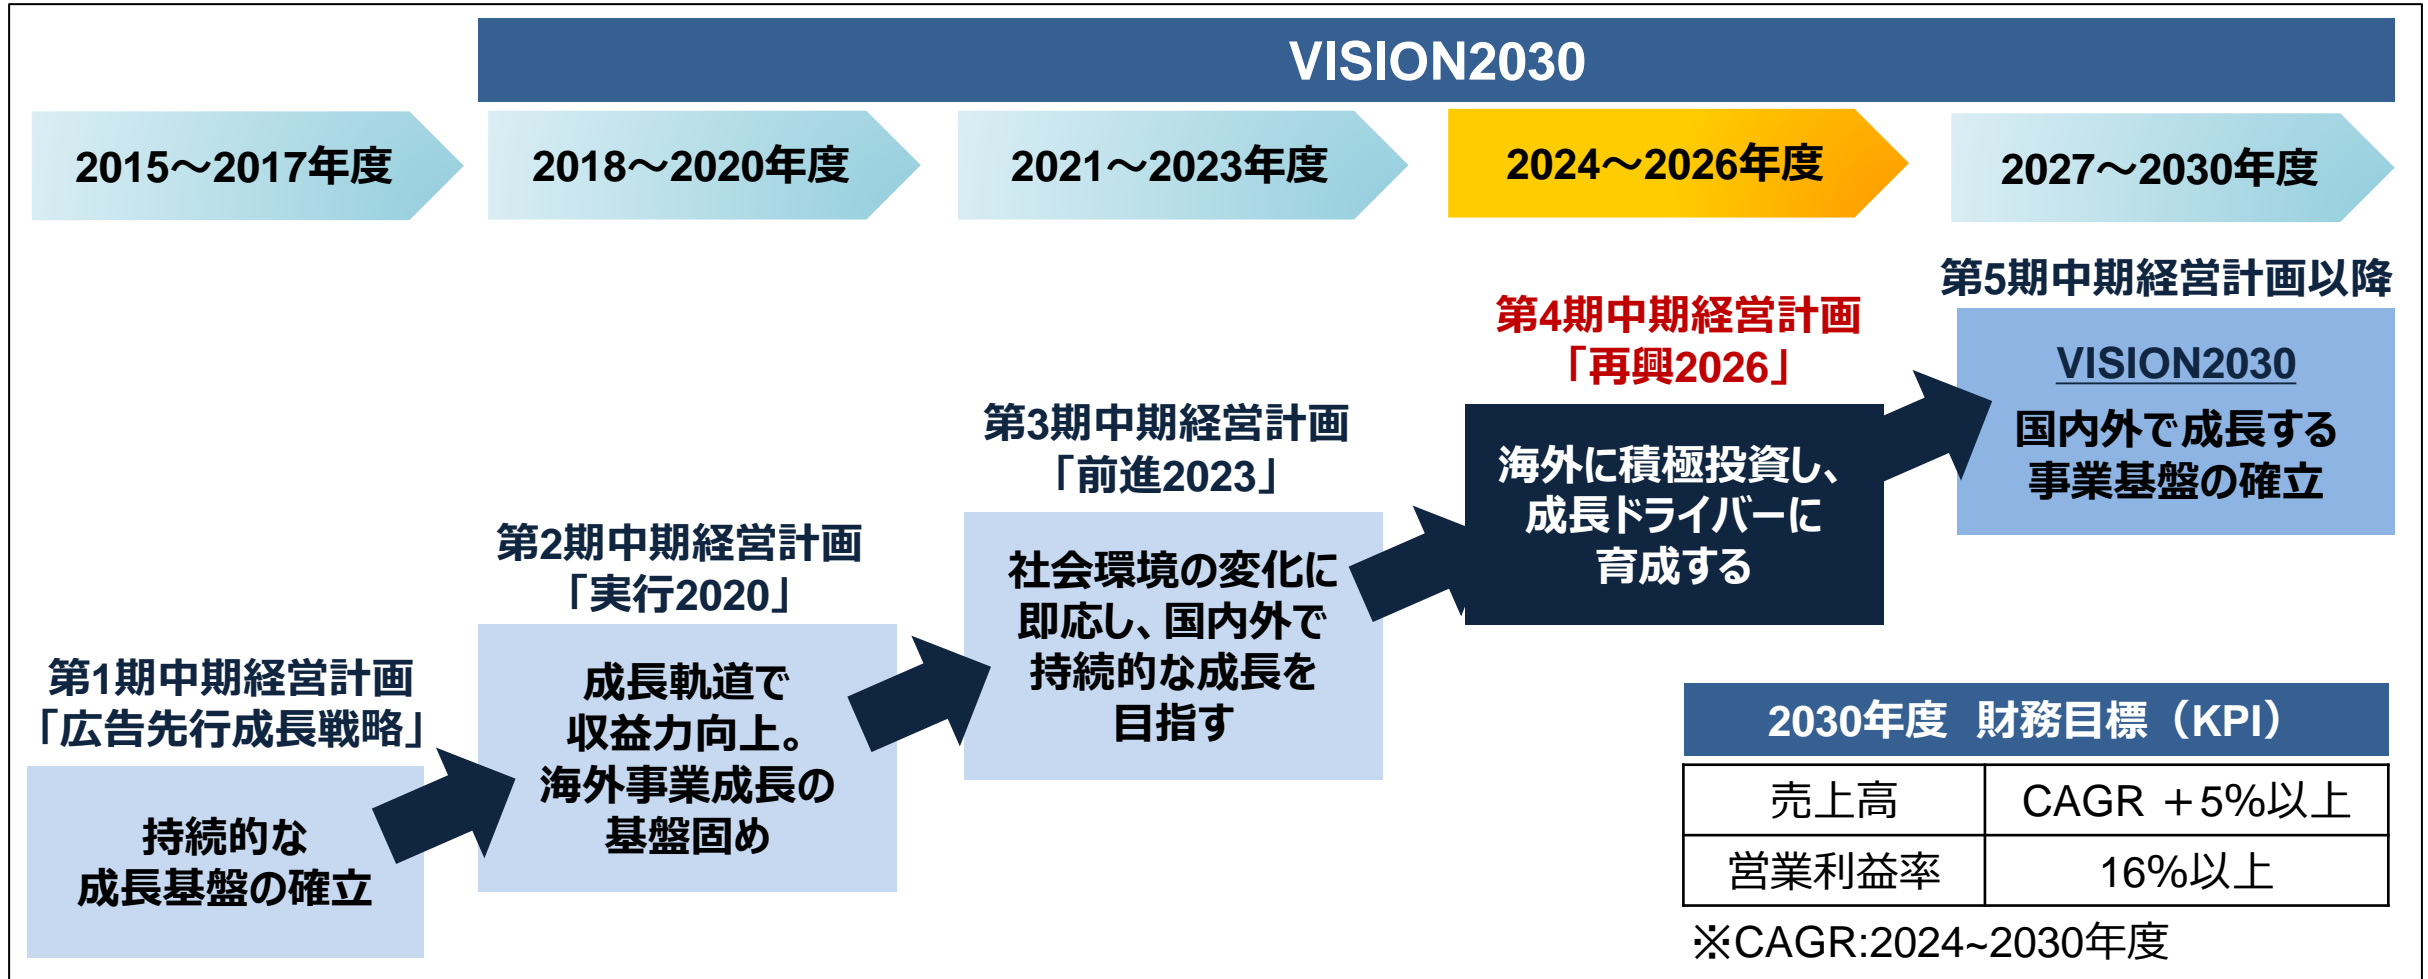 VISION2030
2015～2017年度
2018～2020年度
2021～2023年度
2024～2026年度
2027～2030年度
第1期中期経営計画
「広告先行成長戦略」
持続的な
成長基盤の確立
第2期中期経営計画
「実行2020」
成長軌道で
収益力向上。
海外事業成長の
基盤固め
第3期中期経営計画
「前進2023」
社会環境の変化に
即応し、国内外で
持続的な成長を
目指す
第4期中期経営計画
「再興2026」
海外に積極投資し、
成長ドライバーに
育成する
第5期中期経営計画以降
VISION2030
国内外で成長する
事業基盤の確立
2030年度 財務目標（KPI）
売上高 CAGR ＋5%以上
営業利益率 16%以上
※CAGR:2024~2030年度